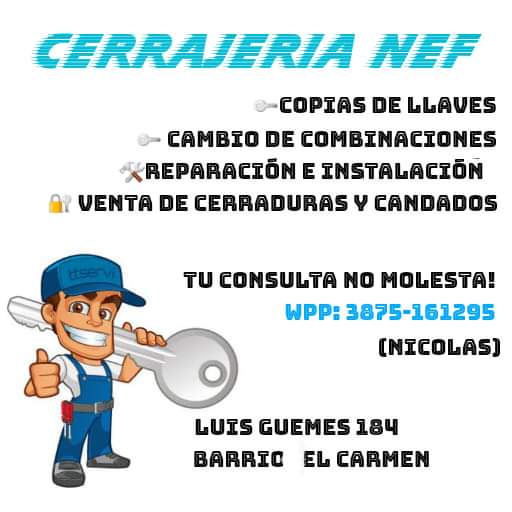 CERRAJERIA NEF
COPIAS DE LLAVES
CAMBIO DE COMBINACIONES
REPARACIÓN E INSTALACIÓN
VENTA DE CERRADURAS Y CANDADOS
ttservi
TU CONSULTA NO MOLESTA!
WPP: 3875-161295
(NICOLAS)
LUIS GUEMES 184
BARRIO EL CARMEN